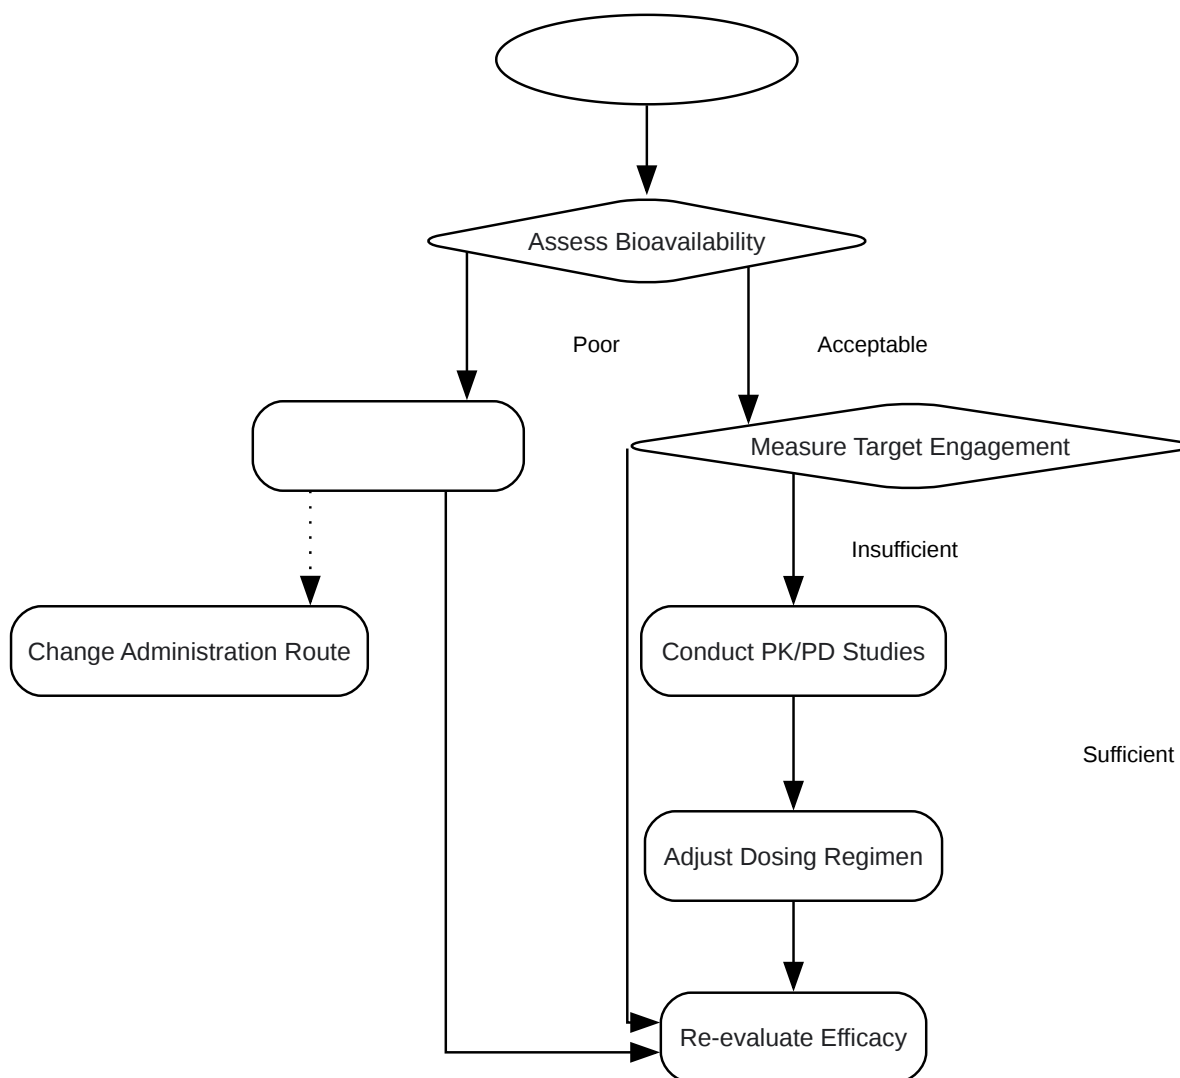 Assess Bioavailability
Poor
Acceptable
Measure Target Engagement
Insufficient
Change Administration Route
Conduct PK/PD Studies
Sufficient
Adjust Dosing Regimen
Re-evaluate Efficacy